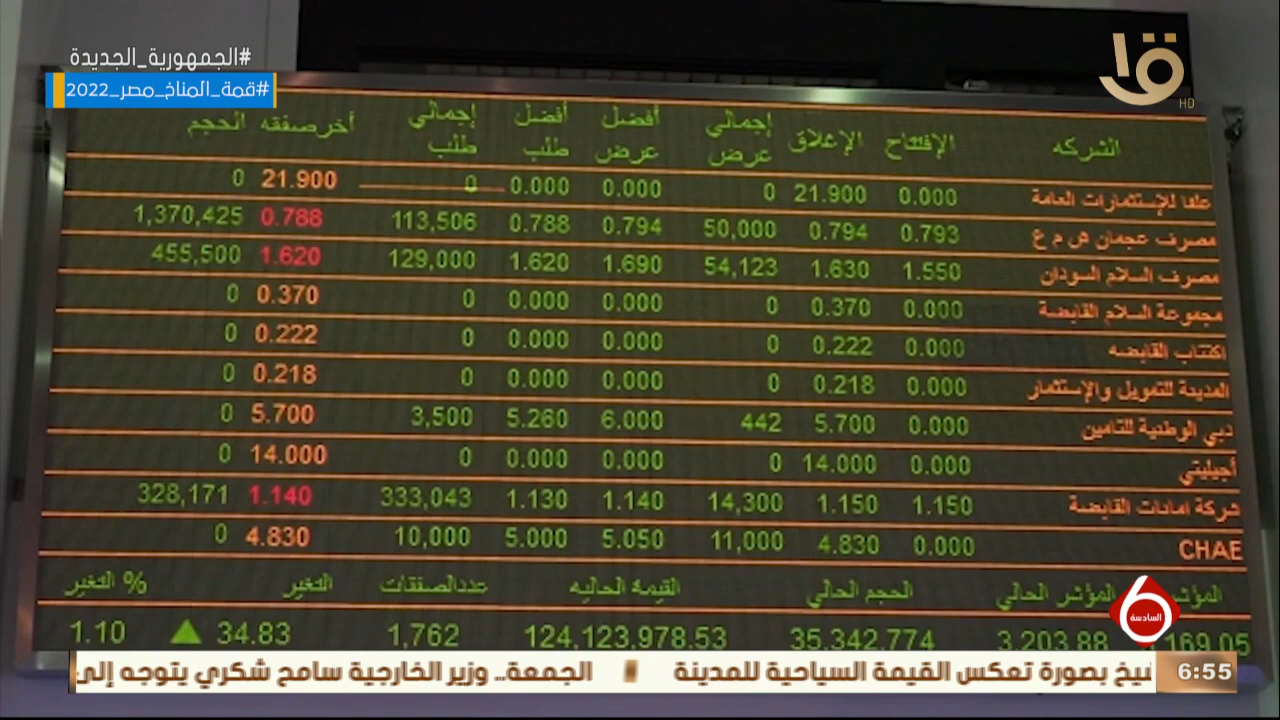 #الجمهورية_الجديدة
#قمة_المناخ_مصر_2022
١٩ HD
الشركه الإفتتاح الإغلاق إجمالي عرض أفضل عرض أفضل طلب إجمالي طلب أخرصفقه الحجم
علفا للإستثمارات العامة 0.000 21.900 0 0.000 0.000 0 21.900 0
مصرف عجمان ش م ع 0.793 0.794 50,000 0.794 0.788 113,506 0.788 1,370,425
مصرف السلام السودان 1.550 1.630 54,123 1.690 1.620 129,000 1.620 455,500
مجموعة السلام القابضة 0.000 0.370 0 0.000 0.000 0 0.370 0
اكتتاب القابضه 0.000 0.222 0 0.000 0.000 0 0.222 0
المدينة للتمويل والإستثمار 0.000 0.218 0 0.000 0.000 0 0.218 0
دبي الوطنية للتامين 0.000 5.700 442 6.000 5.260 3,500 5.700 0
أجيليتي 0.000 14.000 0 0.000 0.000 0 14.000 0
شركة امانات القابضة 1.150 1.150 14,300 1.140 1.130 333,043 1.140 328,171
CHAE 0.000 4.830 11,000 5.050 5.000 10,000 4.830 0
المؤشر الحالي الحجم الحالي القيمة الحاليه عددالصفقات التغير % التغير
3,203.88 35,342,774 124,123,978.53 1,762 34.83 ▲ 1.10
6 السادسة
6:55 شيخ بصورة تعكس القيمة السياحية للمدينة الجمعة.. وزير الخارجية سامح شكري يتوجه إلى